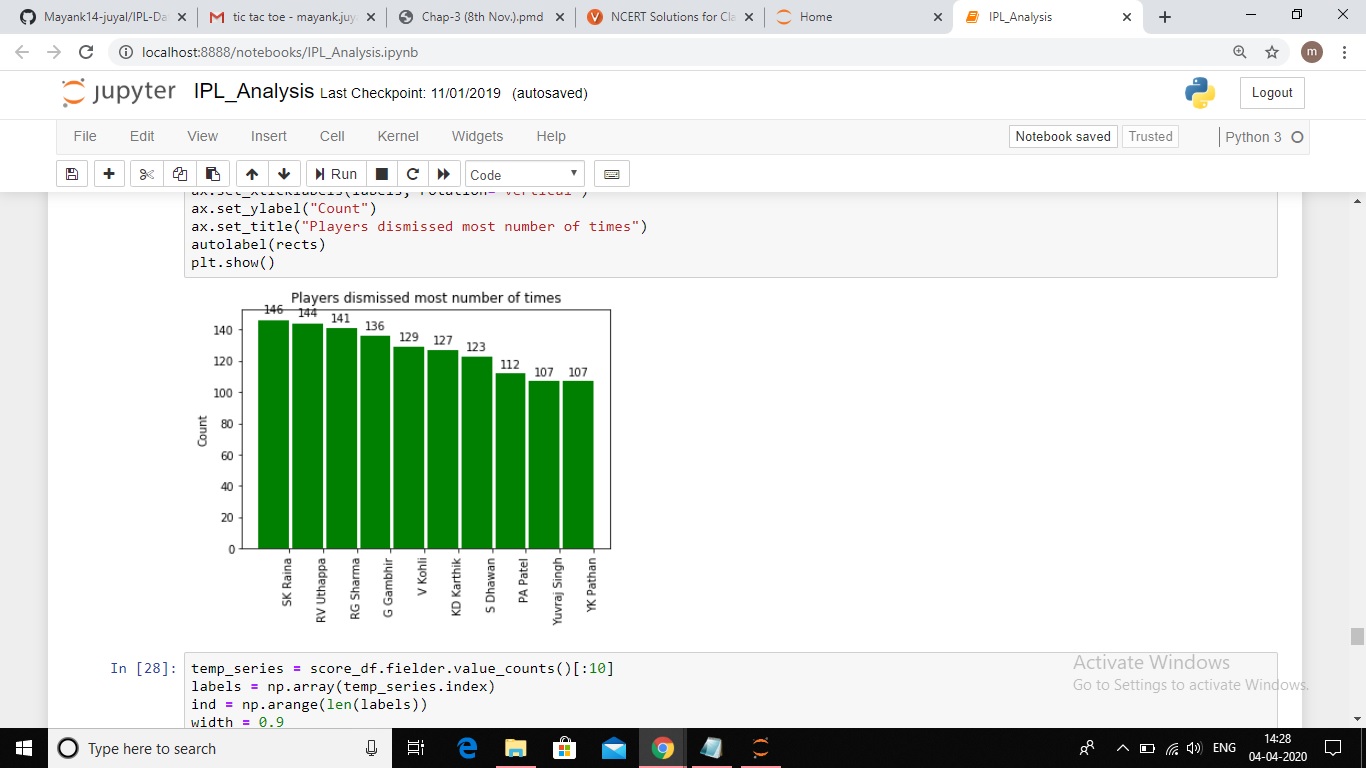 Mayank14-juyal/IPL-Da
tic tac toe - mayank.juy
Chap-3 (8th Nov.).pmd
NCERT Solutions for Cla
Home
IPL_Analysis
localhost:8888/notebooks/IPL_Analysis.ipynb
m
jupyter IPL_Analysis Last Checkpoint: 11/01/2019 (autosaved)
Logout
File Edit View Insert Cell Kernel Widgets Help
Notebook saved Trusted Python 3
Run Code
ax.set_xticklabels(labels, rotation='vertical')
ax.set_ylabel("Count")
ax.set_title("Players dismissed most number of times")
autolabel(rects)
plt.show()
Players dismissed most number of times
146 144 141 136 129 127 123 112 107 107
140
120
100
80
60
40
20
0
Count
SK Raina
RV Uthappa
RG Sharma
G Gambhir
V Kohli
KD Karthik
S Dhawan
PA Patel
Yuvraj Singh
YK Pathan
In [28]:
temp_series = score_df.fielder.value_counts()[:10]
labels = np.array(temp_series.index)
ind = np.arange(len(labels))
width = 0.9
Activate Windows
Go to Settings to activate Windows.
Type here to search
ENG
14:28
04-04-2020